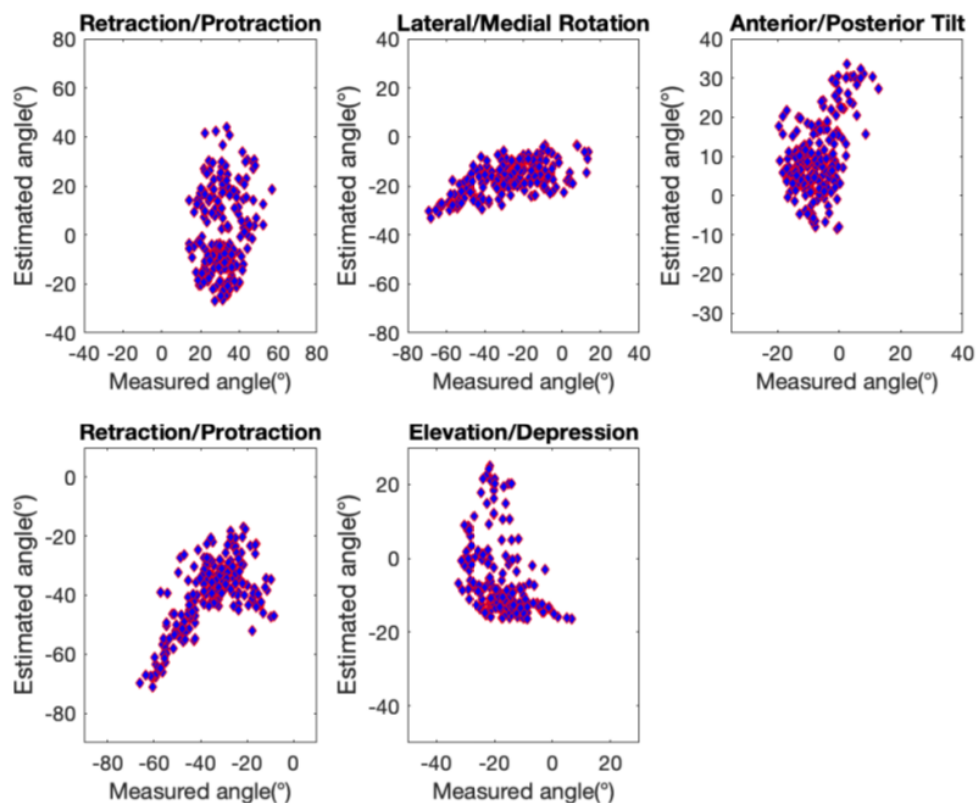 Retraction/Protraction Lateral/Medial Rotation Anterior/Posterior Tilt
80 40 40
60 20 30
40 0 20
20 -20 10
0 -40 0
-20 -60 -10
-40 -80 -30
Estimated angle(°) Estimated angle(°) Estimated angle(°)
-40 -20 0 20 40 60 80 -80 -60 -40 -20 0 20 40 -20 0 20 40
Measured angle(°) Measured angle(°) Measured angle(°)
Retraction/Protraction Elevation/Depression
0 20
-20 0
-40 -20
-60 -40
-80
Estimated angle(°) Estimated angle(°)
-80 -60 -40 -20 0 -40 -20 0 20
Measured angle(°) Measured angle(°)